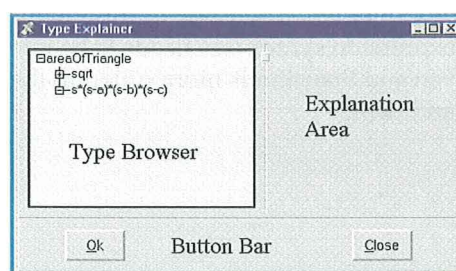 Type Explainer
areaOfTriangle
sqrt
s*(s-a)*(s-b)*(s-c)
Type Browser
Explanation
Area
Ok
Button Bar
Close